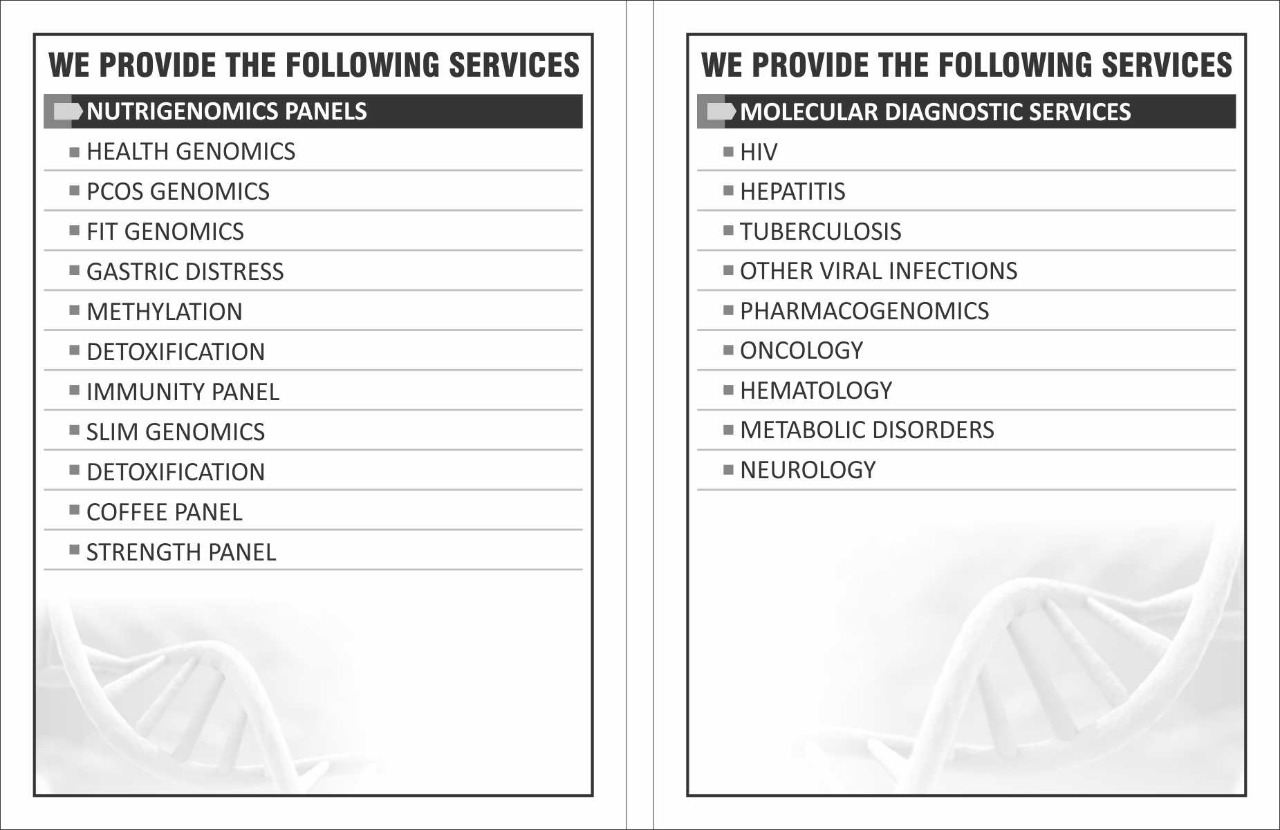 WE PROVIDE THE FOLLOWING SERVICES
NUTRIGENOMICS PANELS
HEALTH GENOMICS
PCOS GENOMICS
FIT GENOMICS
GASTRIC DISTRESS
METHYLATION
DETOXIFICATION
IMMUNITY PANEL
SLIM GENOMICS
DETOXIFICATION
COFFEE PANEL
STRENGTH PANEL
WE PROVIDE THE FOLLOWING SERVICES
MOLECULAR DIAGNOSTIC SERVICES
HIV
HEPATITIS
TUBERCULOSIS
OTHER VIRAL INFECTIONS
PHARMACOGENOMICS
ONCOLOGY
HEMATOLOGY
METABOLIC DISORDERS
NEUROLOGY